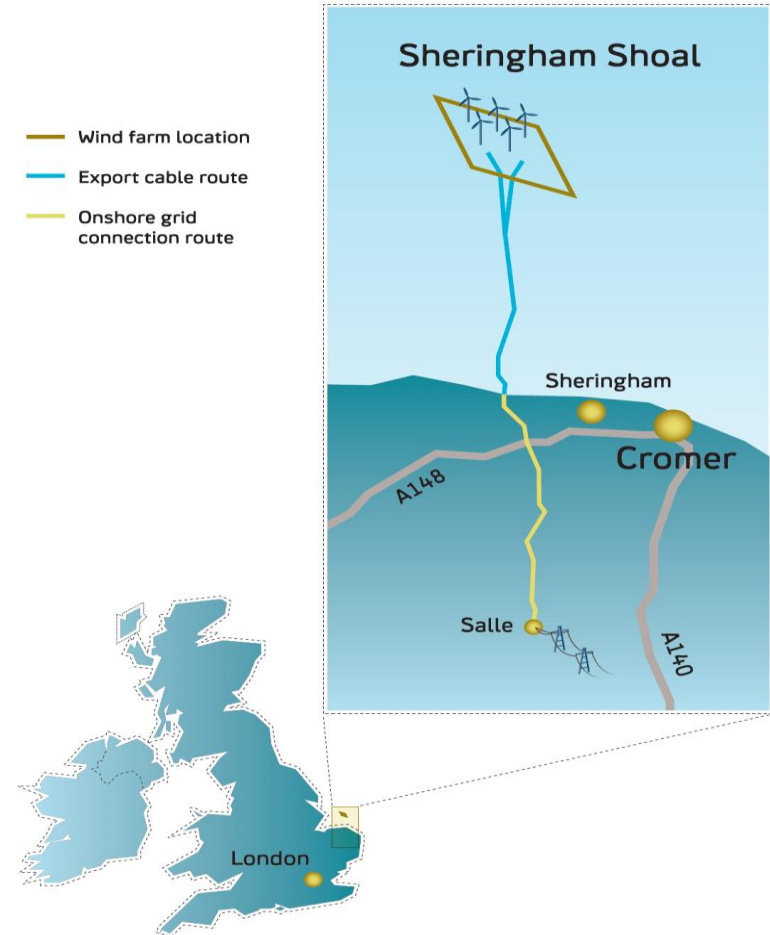 Sheringham Shoal
Wind farm location
Export cable route
Onshore grid
connection route
Sheringham
Cromer
A148
Salle
A140
London